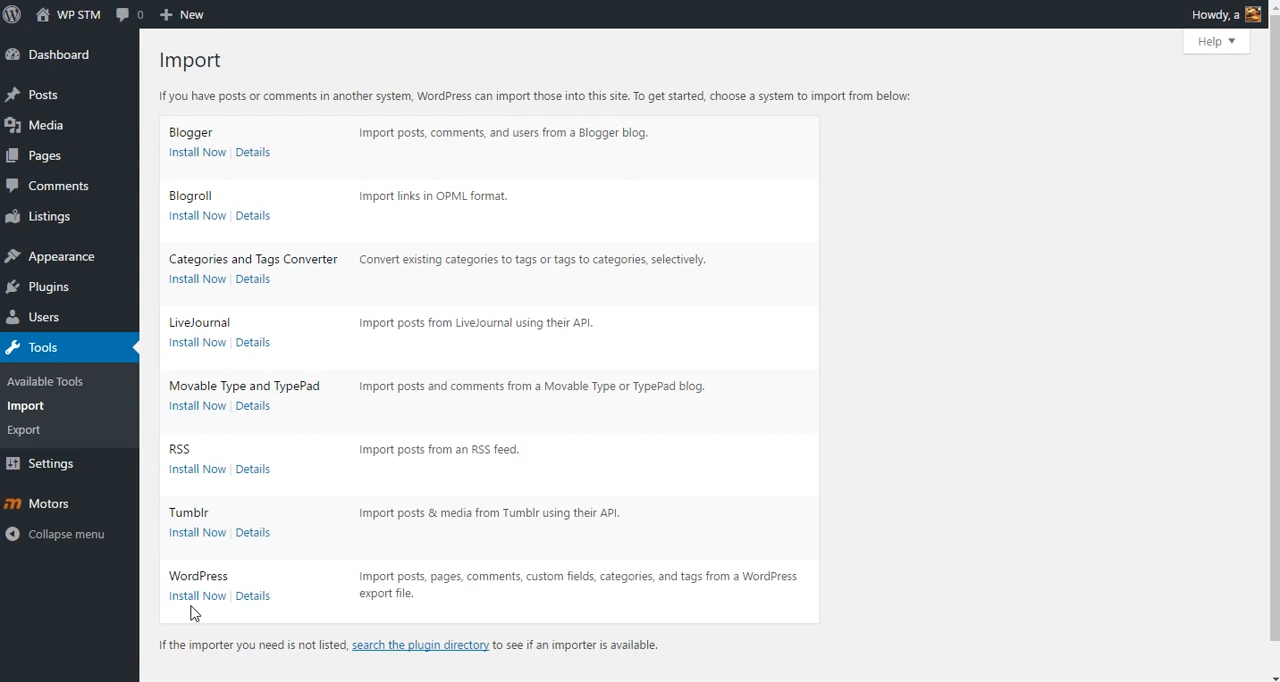 WP STM 0 New Howdy, a
Help
Dashboard
Posts
Media
Pages
Comments
Listings
Appearance
Plugins
Users
Tools
Available Tools
Import
Export
Settings
Motors
Collapse menu
Import
If you have posts or comments in another system, WordPress can import those into this site. To get started, choose a system to import from below:
Blogger Import posts, comments, and users from a Blogger blog.
Install Now | Details
Blogroll Import links in OPML format.
Install Now | Details
Categories and Tags Converter Convert existing categories to tags or tags to categories, selectively.
Install Now | Details
LiveJournal Import posts from LiveJournal using their API.
Install Now | Details
Movable Type and TypePad Import posts and comments from a Movable Type or TypePad blog.
Install Now | Details
RSS Import posts from an RSS feed.
Install Now | Details
Tumblr Import posts & media from Tumblr using their API.
Install Now | Details
WordPress Import posts, pages, comments, custom fields, categories, and tags from a WordPress
export file.
Install Now | Details
If the importer you need is not listed, search the plugin directory to see if an importer is available.